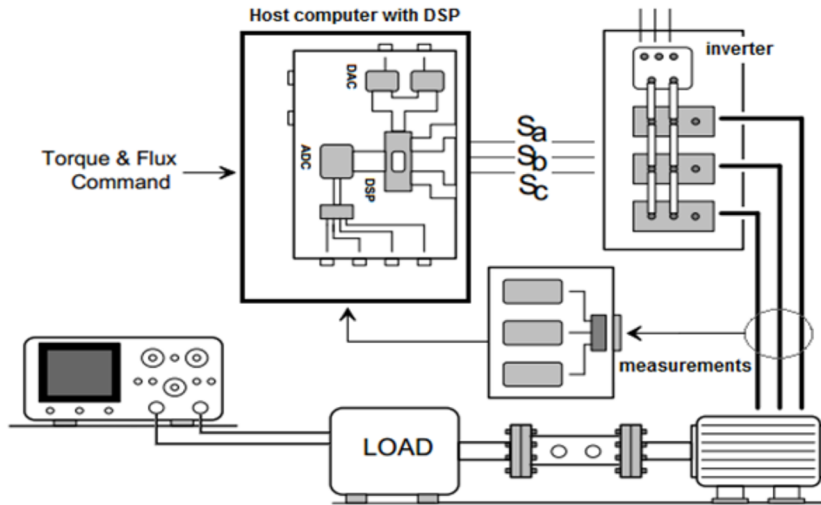 Host computer with DSP
inverter
DAC
ADC
DSP
Torque & Flux
Command
Sa
Sb
Sc
measurements
LOAD